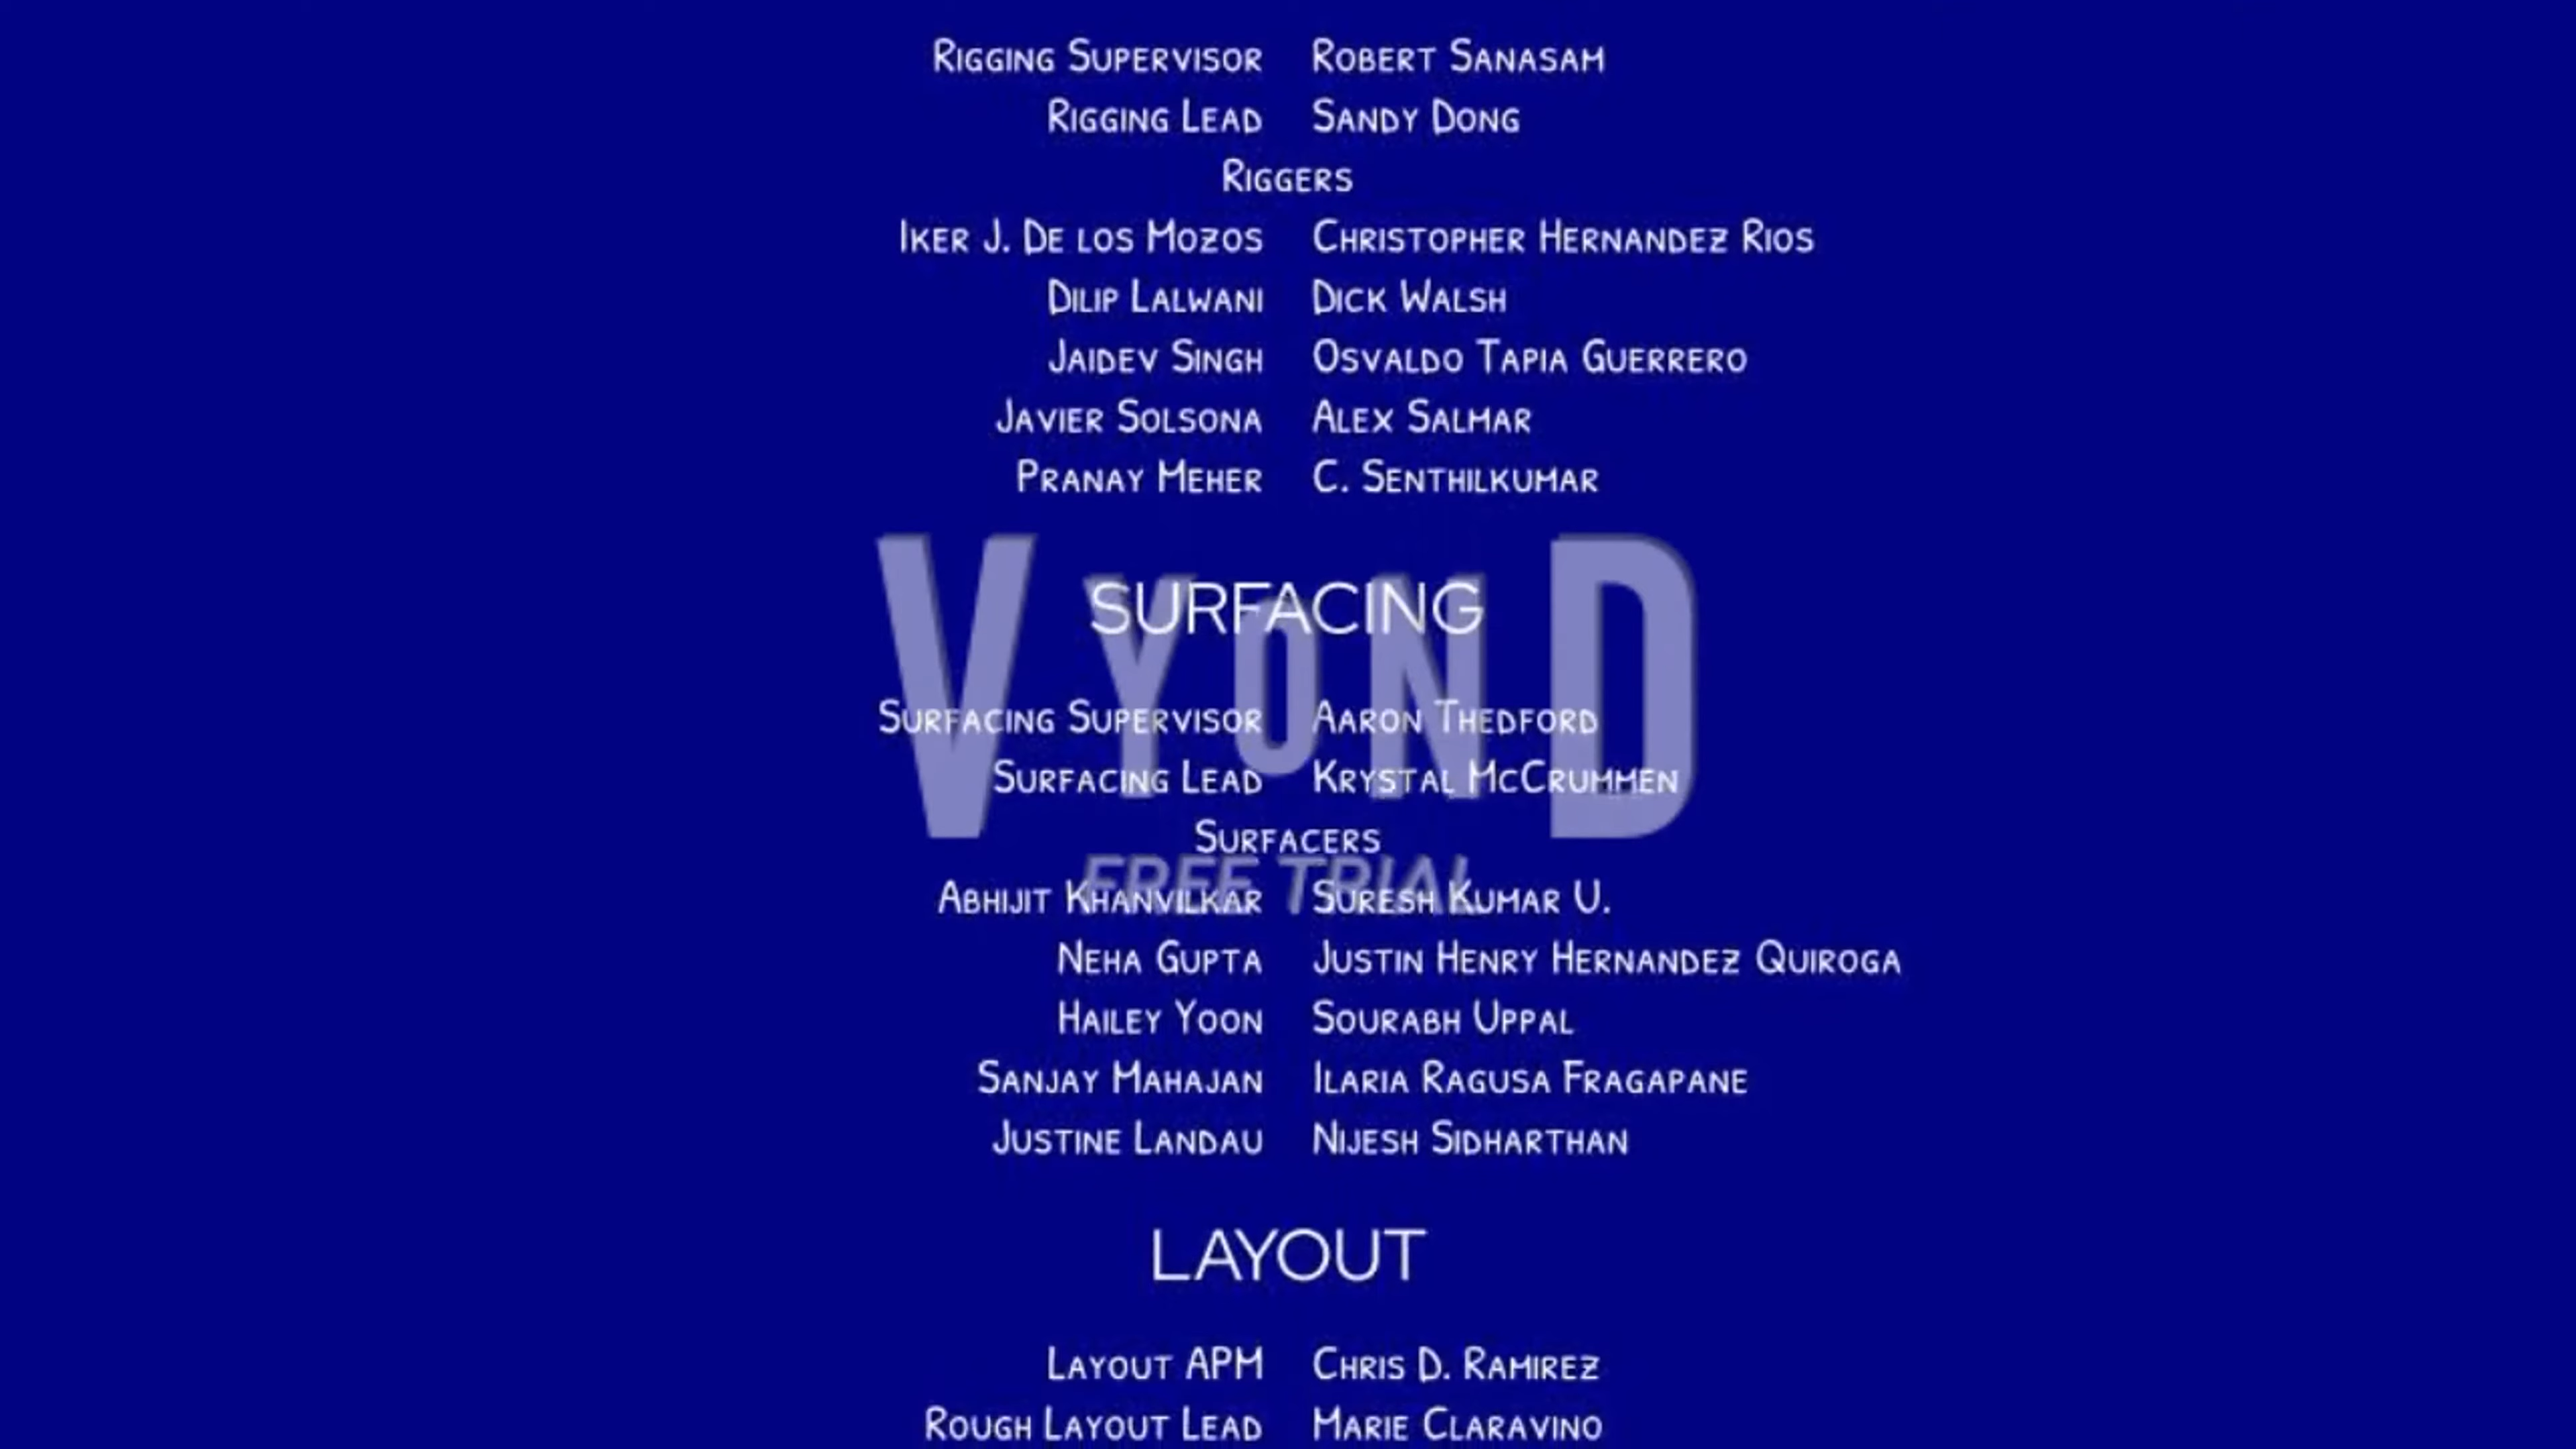 Rigging Supervisor Robert Sanasam
Rigging Lead Sandy Dong
Riggers
Iker J. De los Mozos Christopher Hernandez Rios
Dilip Lalwani Dick Walsh
Jaidev Singh Osvaldo Tapia Guerrero
Javier Solsona Alex Salmar
Pranay Meher C. Senthilkumar
VYOND
SURFACING
Surfacing Supervisor Aaron Thedford
Surfacing Lead Krystal McCrummen
Surfacers
FREE TRIAL
Abhijit Khanvilkar Suresh Kumar U.
Neha Gupta Justin Henry Hernandez Quiroga
Hailey Yoon Sourabh Uppal
Sanjay Mahajan Ilaria Ragusa Fragapane
Justine Landau Nijesh Sidharthan
LAYOUT
Layout APM Chris D. Ramirez
Rough Layout Lead Marie Claravino